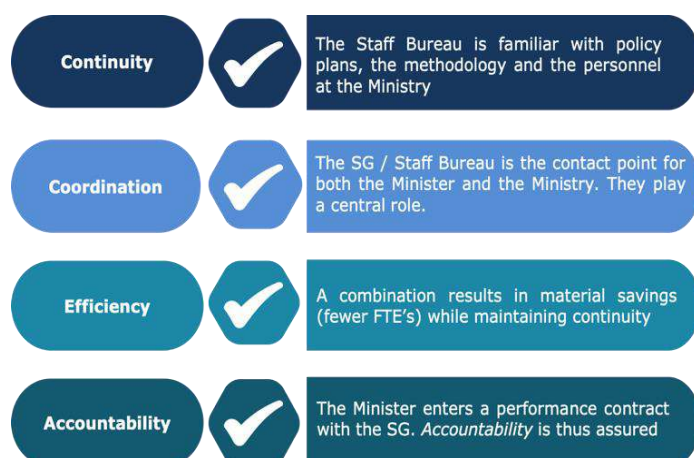 Continuity
The Staff Bureau is familiar with policy
plans, the methodology and the personnel
at the Ministry
Coordination
The SG / Staff Bureau is the contact point for
both the Minister and the Ministry. They play
a central role.
Efficiency
A combination results in material savings
(fewer FTE's) while maintaining continuity
Accountability
The Minister enters a performance contract
with the SG. Accountability is thus assured